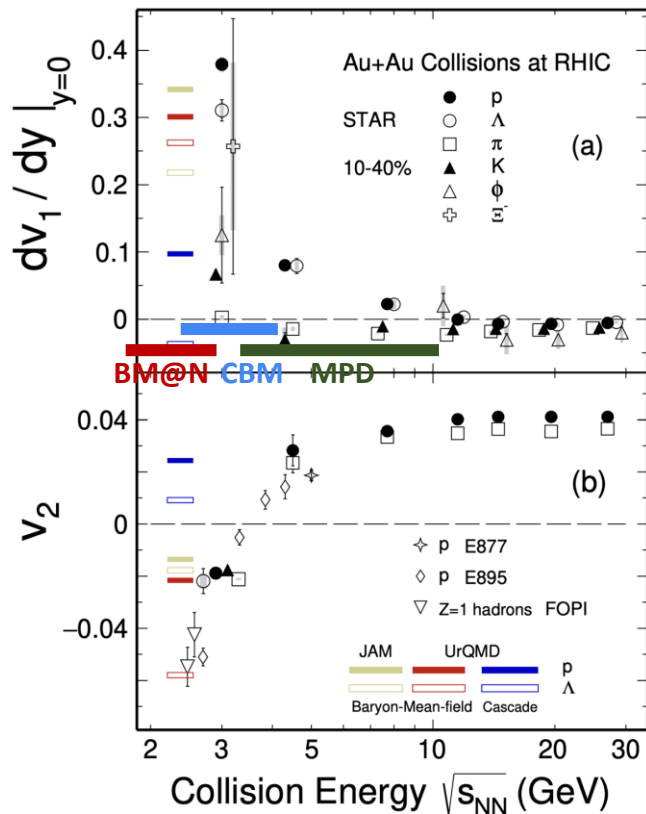 dv₁ / dy |y=0
0.4
0.3
0.2
0.1
0
Au+Au Collisions at RHIC
p
STAR Λ
π
10-40% K
ϕ
Ξ⁻
(a)
BM@N CBM MPD
v₂
0.04
0
−0.04
(b)
p E877
p E895
Z=1 hadrons FOPI
JAM UrQMD
p
Λ
Baryon-Mean-field Cascade
2 3 4 5 10 20 30
Collision Energy √sNN (GeV)